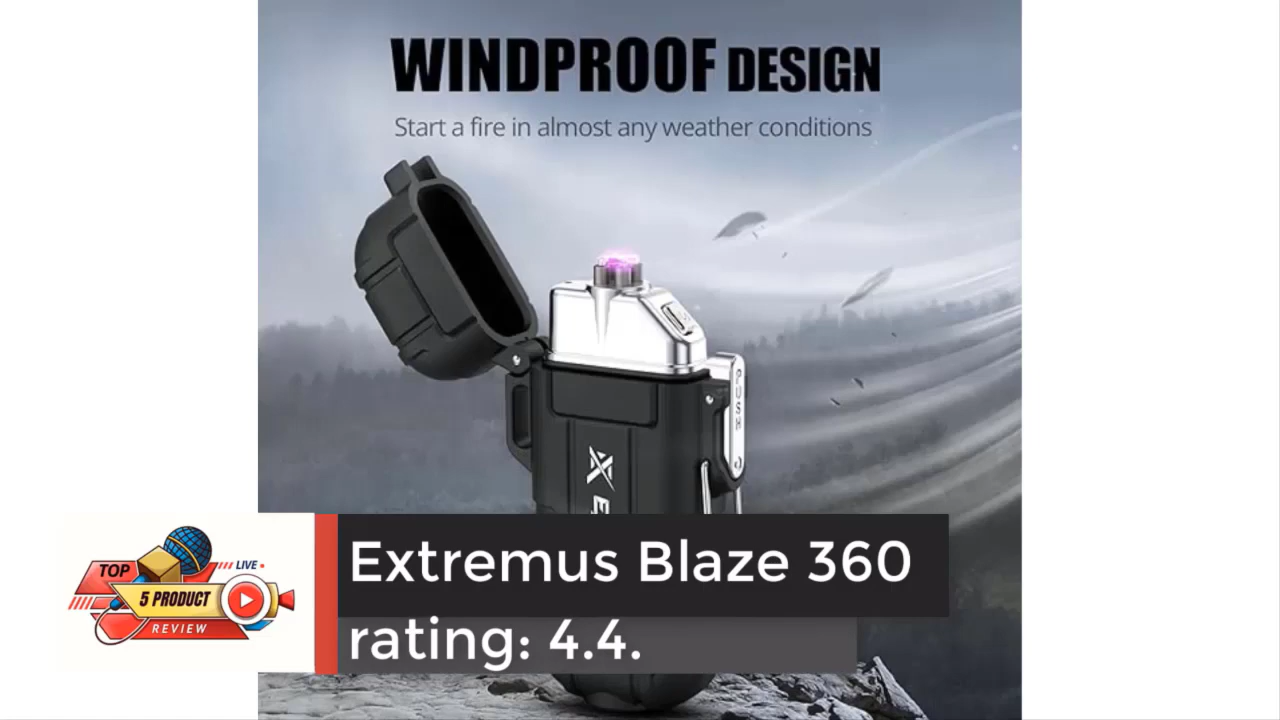 WINDPROOF DESIGN
Start a fire in almost any weather conditions
PUSH
X E
TOP
LIVE
5 PRODUCT
REVIEW
Extremus Blaze 360
rating: 4.4.